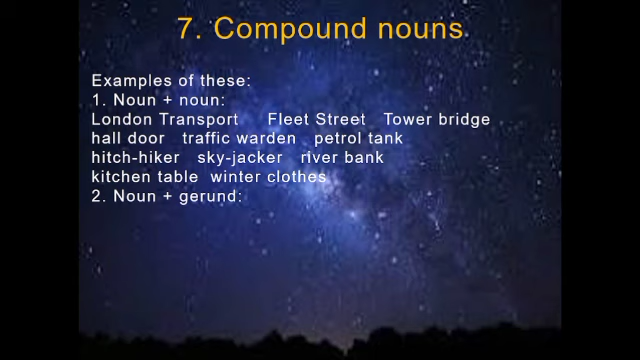 7. Compound nouns
Examples of these:
1. Noun + noun:
London Transport Fleet Street Tower bridge
hall door traffic warden petrol tank
hitch-hiker sky-jacker river bank
kitchen table winter clothes
2. Noun + gerund: